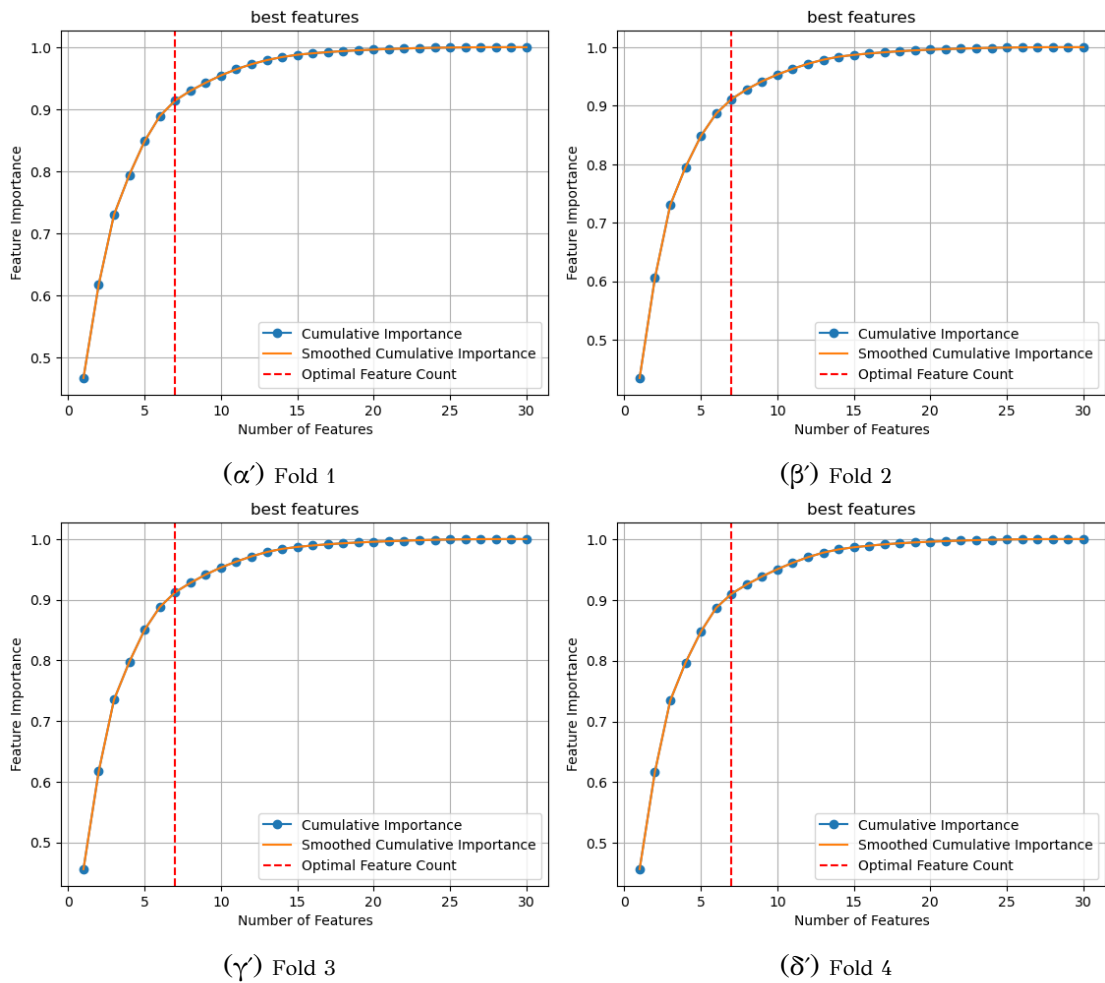 best features
1.0
0.9
0.8
0.7
0.6
0.5
Feature Importance
Cumulative Importance
Smoothed Cumulative Importance
Optimal Feature Count
0 5 10 15 20 25 30
Number of Features
(α´) Fold 1
best features
1.0
0.9
0.8
0.7
0.6
0.5
Feature Importance
Cumulative Importance
Smoothed Cumulative Importance
Optimal Feature Count
0 5 10 15 20 25 30
Number of Features
(β´) Fold 2
best features
1.0
0.9
0.8
0.7
0.6
0.5
Feature Importance
Cumulative Importance
Smoothed Cumulative Importance
Optimal Feature Count
0 5 10 15 20 25 30
Number of Features
(γ´) Fold 3
best features
1.0
0.9
0.8
0.7
0.6
0.5
Feature Importance
Cumulative Importance
Smoothed Cumulative Importance
Optimal Feature Count
0 5 10 15 20 25 30
Number of Features
(δ´) Fold 4